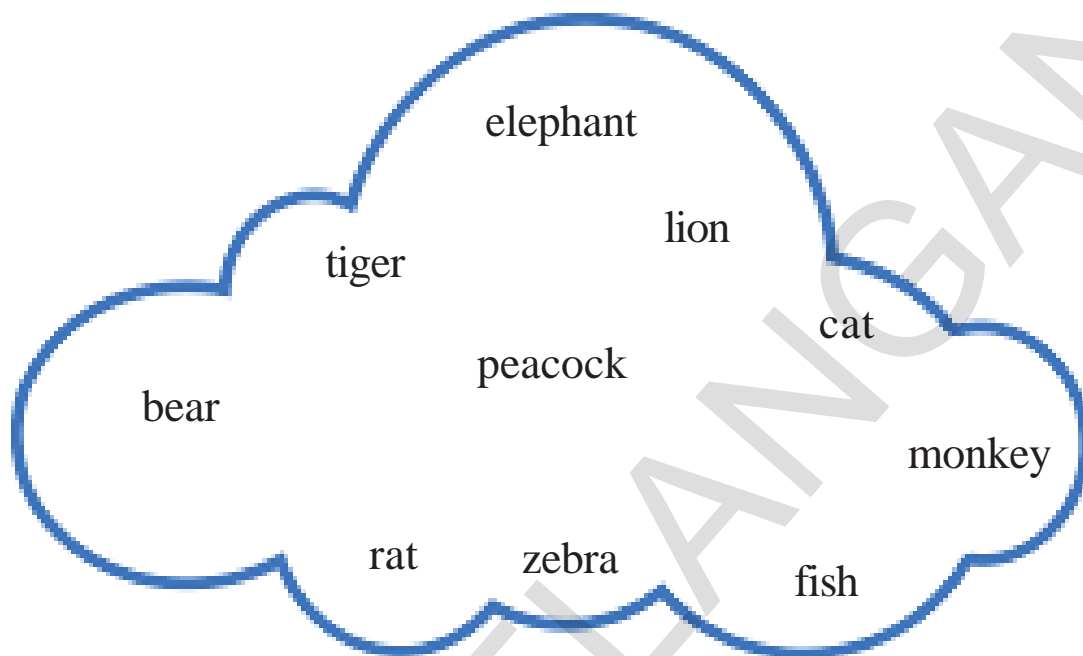 elephant
lion
tiger
cat
peacock
bear
monkey
rat
zebra
fish